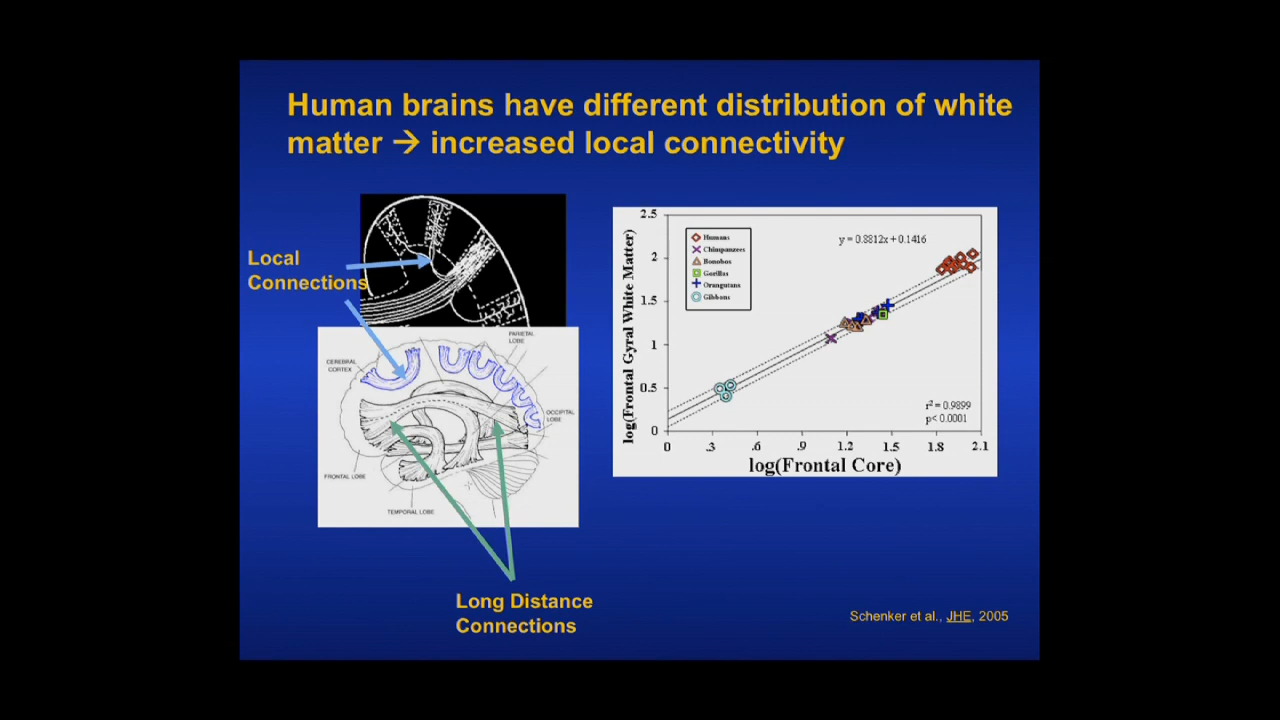 Human brains have different distribution of white
matter → increased local connectivity
Local
Connections
PARIETAL
LOBE
CEREBRAL
CORTEX
OCCIPITAL
LOBE
FRONTAL LOBE
TEMPORAL LOBE
Long Distance
Connections
log(Frontal Gyral White Matter)
2.5
2
1.5
1
0.5
0
Humans
Chimpanzees
Bonobos
Gorillas
Orangutans
Gibbons
y = 0.8812x + 0.1416
r² = 0.9899
p< 0.0001
0 .3 .6 .9 1.2 1.5 1.8 2.1
log(Frontal Core)
Schenker et al., JHE, 2005